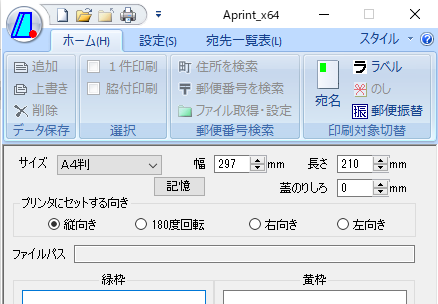 Aprint_x64
ホーム(H) 設定(S) 宛先一覧表(L) スタイル
追加 1件印刷 町 住所を検索 ラベル
上書き 脇付印刷 〒 郵便番号を検索 宛名 のし
削除 ファイル取得・設定 振 郵便振替
データ保存 選択 郵便番号検索 印刷対象切替
サイズ A4判 幅 297 mm 長さ 210 mm
記憶 蓋のりしろ 0 mm
プリンタにセットする向き
縦向き 180度回転 右向き 左向き
ファイルパス
緑枠 黄枠